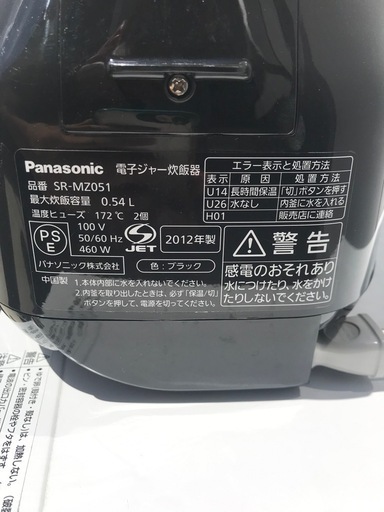 Panasonic 電子ジャー炊飯器
品番 SR-MZ051
最大炊飯容量 0.54 L
温度ヒューズ 172℃ 2個
PS
E
100 V
50/60 Hz
460 W
S
JET
2012年製
パナソニック株式会社
色:ブラック
中国製
1.本体内部に水を入れないでください。
2.内釜を取り出したときは、必ず「保温/切」
ボタンを押して、電源を切ってください。
エラー表示と処置方法
表示 原因 処置方法
U14 長時間保温 「切」ボタンを押す
U26 水なし 内釜に水を入れる
H01 販売店に連絡
警告
感電のおそれあり
水につけたり、水をかけ
たりしないでください。
警告